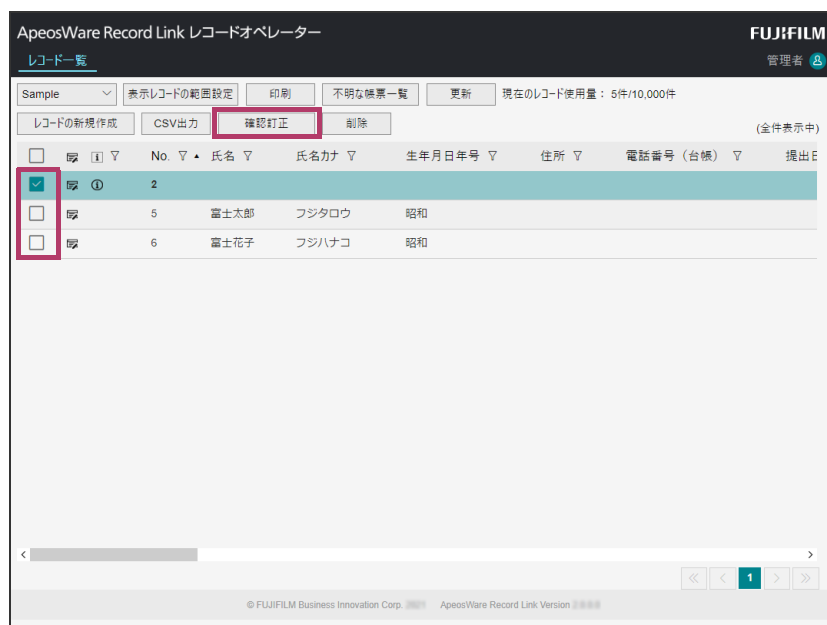 ApeosWare Record Link レコードオペレーター FUJIFILM
レコード一覧 管理者
Sample 表示レコードの範囲設定 印刷 不明な帳票一覧 更新 現在のレコード使用量: 5件/10,000件
レコードの新規作成 CSV出力 確認訂正 削除 (全件表示中)
No. 氏名 氏名カナ 生年月日年号 住所 電話番号(台帳) 提出日
2
5 富士太郎 フジタロウ 昭和
6 富士花子 フジハナコ 昭和
1
© FUJIFILM Business Innovation Corp. ApeosWare Record Link Version